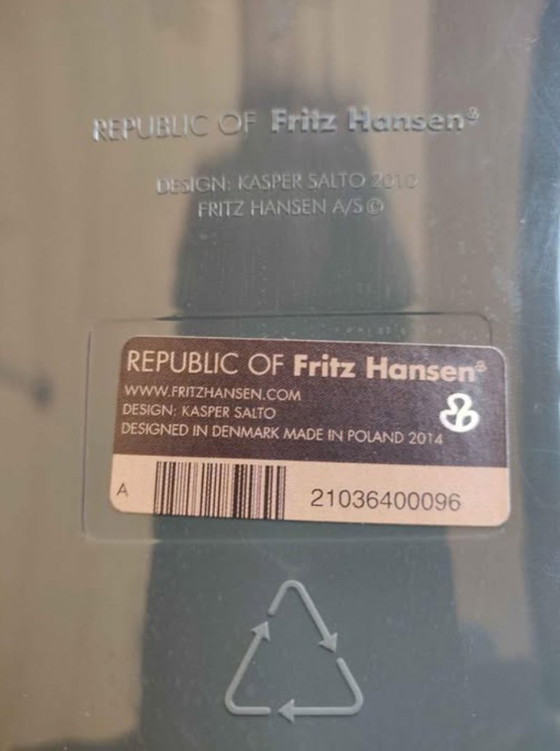 REPUBLIC OF Fritz Hansen®
DESIGN: KASPER SALTO 2010
FRITZ HANSEN A/S ©
REPUBLIC OF Fritz Hansen®
WWW.FRITZHANSEN.COM
DESIGN: KASPER SALTO
DESIGNED IN DENMARK MADE IN POLAND 2014
A 21036400096